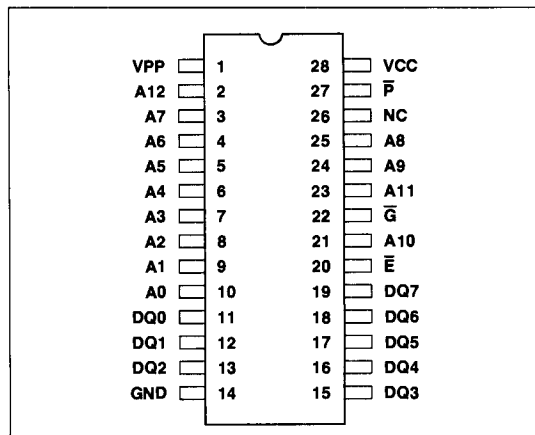 VPP 1 28 VCC
A12 2 27 P̅
A7 3 26 NC
A6 4 25 A8
A5 5 24 A9
A4 6 23 A11
A3 7 22 G̅
A2 8 21 A10
A1 9 20 E̅
A0 10 19 DQ7
DQ0 11 18 DQ6
DQ1 12 17 DQ5
DQ2 13 16 DQ4
GND 14 15 DQ3